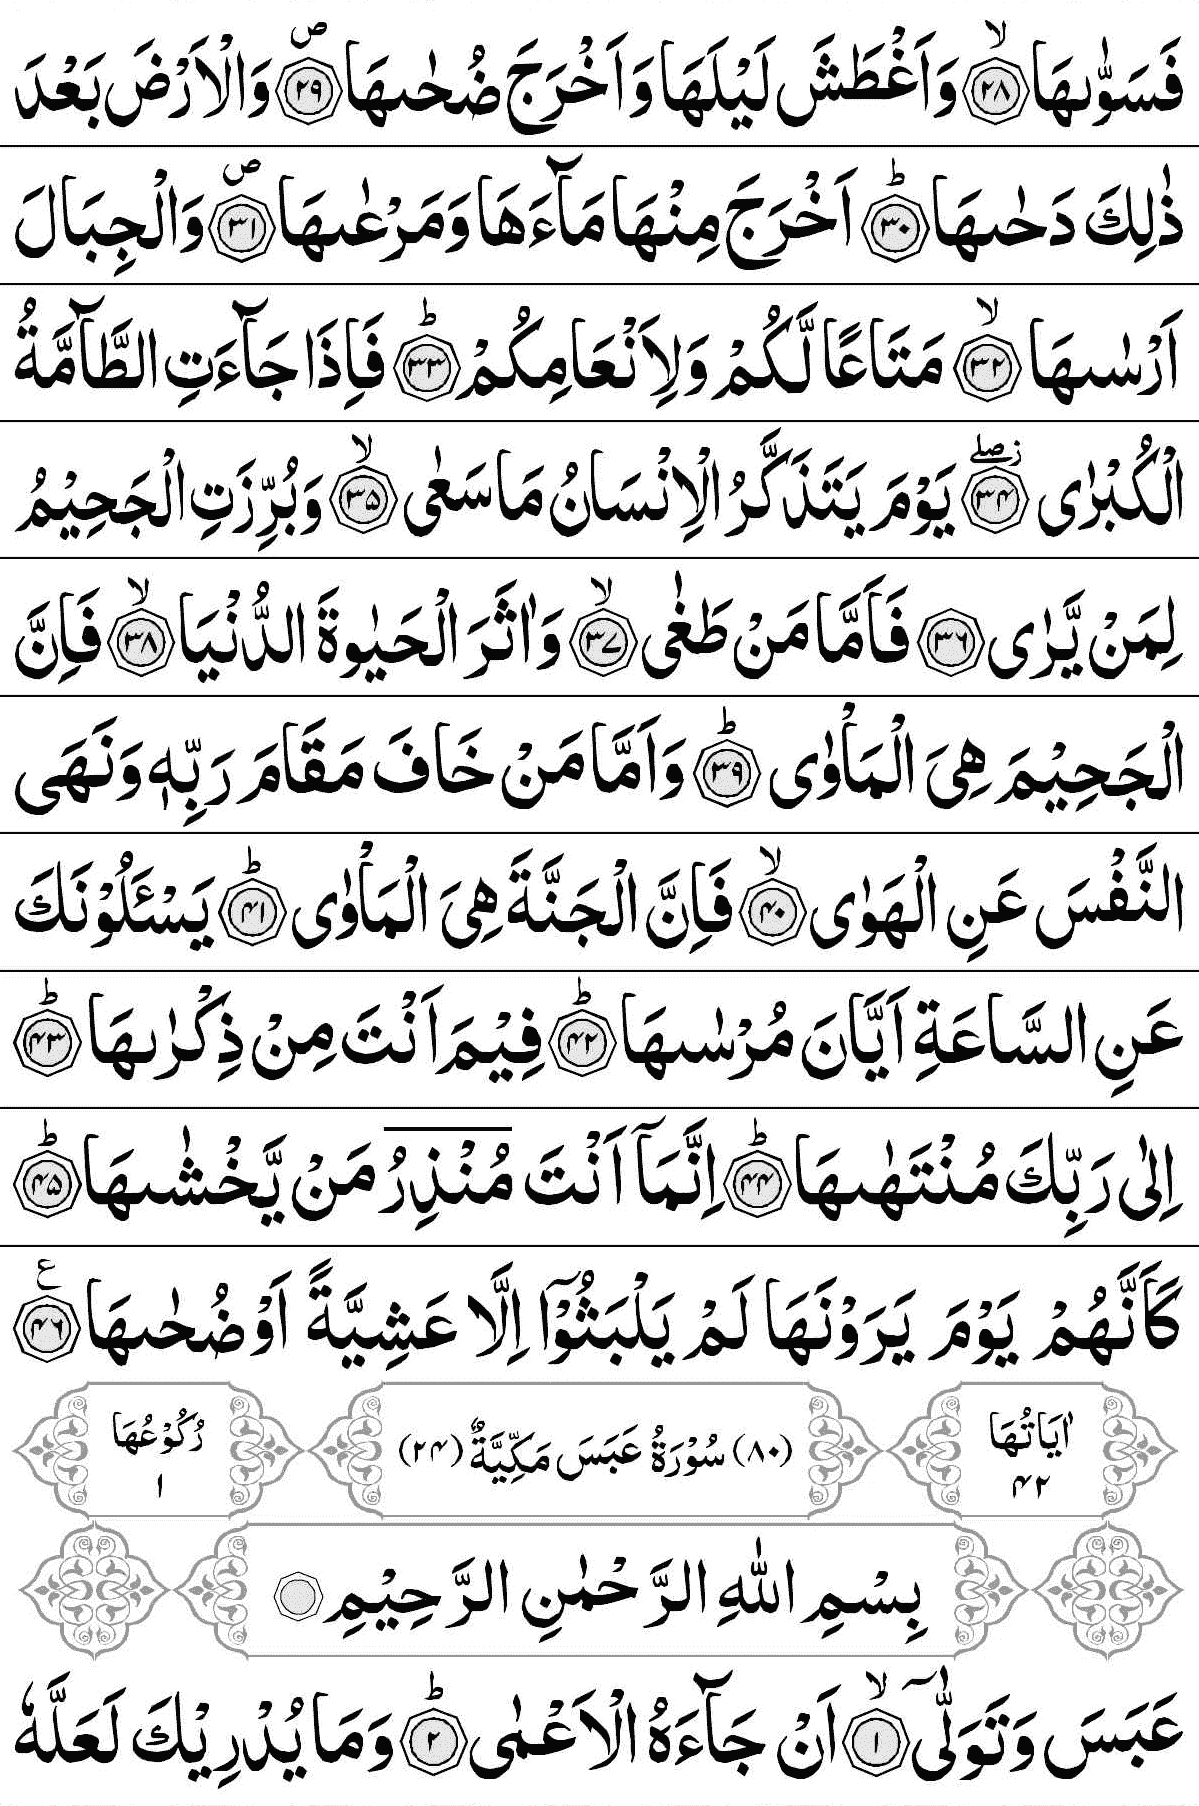 فَسَوّٰىهَا ۙ﴿۲۸﴾ وَاَغْطَشَ لَيْلَهَا وَاَخْرَجَ ضُحٰىهَا ۪﴿۲۹﴾ وَالْاَرْضَ بَعْدَ
ذٰلِكَ دَحٰىهَا ؕ﴿۳۰﴾ اَخْرَجَ مِنْهَا مَآءَهَا وَمَرْعٰىهَا ۪﴿۳۱﴾ وَالْجِبَالَ
اَرْسٰىهَا ۙ﴿۳۲﴾ مَتَاعًا لَّكُمْ وَلِاَنْعَامِكُمْ ؕ﴿۳۳﴾ فَاِذَا جَآءَتِ الطَّآمَّةُ
الْكُبْرٰى ۖ﴿۳۴﴾ يَوْمَ يَتَذَكَّرُ الْاِنْسَانُ مَا سَعٰى ۙ﴿۳۵﴾ وَبُرِّزَتِ الْجَحِيْمُ
لِمَنْ يَّرٰى ﴿۳۶﴾ فَاَمَّا مَنْ طَغٰى ۙ﴿۳۷﴾ وَاٰثَرَ الْحَيٰوةَ الدُّنْيَا ۙ﴿۳۸﴾ فَاِنَّ
الْجَحِيْمَ هِىَ الْمَاْوٰى ؕ﴿۳۹﴾ وَاَمَّا مَنْ خَافَ مَقَامَ رَبِّهٖ وَنَهَى
النَّفْسَ عَنِ الْهَوٰى ۙ﴿۴۰﴾ فَاِنَّ الْجَنَّةَ هِىَ الْمَاْوٰى ؕ﴿۴۱﴾ يَسْـَٔلُوْنَكَ
عَنِ السَّاعَةِ اَيَّانَ مُرْسٰىهَا ؕ﴿۴۲﴾ فِيْمَ اَنْتَ مِنْ ذِكْرٰىهَا ؕ﴿۴۳﴾
اِلٰى رَبِّكَ مُنْتَهٰىهَا ؕ﴿۴۴﴾ اِنَّمَآ اَنْتَ مُنْذِرُ مَنْ يَّخْشٰىهَا ؕ﴿۴۵﴾
كَاَنَّهُمْ يَوْمَ يَرَوْنَهَا لَمْ يَلْبَثُوْۤا اِلَّا عَشِيَّةً اَوْ ضُحٰىهَا ﴿۴۶﴾ ع
اٰيَاتُهَا ۴۲ (۸۰) سُوْرَةُ عَبَسَ مَكِّيَّةٌ (۲۴) رُكُوْعُهَا ۱
بِسْمِ اللّٰهِ الرَّحْمٰنِ الرَّحِيْمِ
عَبَسَ وَتَوَلّٰٓى ۙ﴿۱﴾ اَنْ جَآءَهُ الْاَعْمٰى ؕ﴿۲﴾ وَمَا يُدْرِيْكَ لَعَلَّهٗ